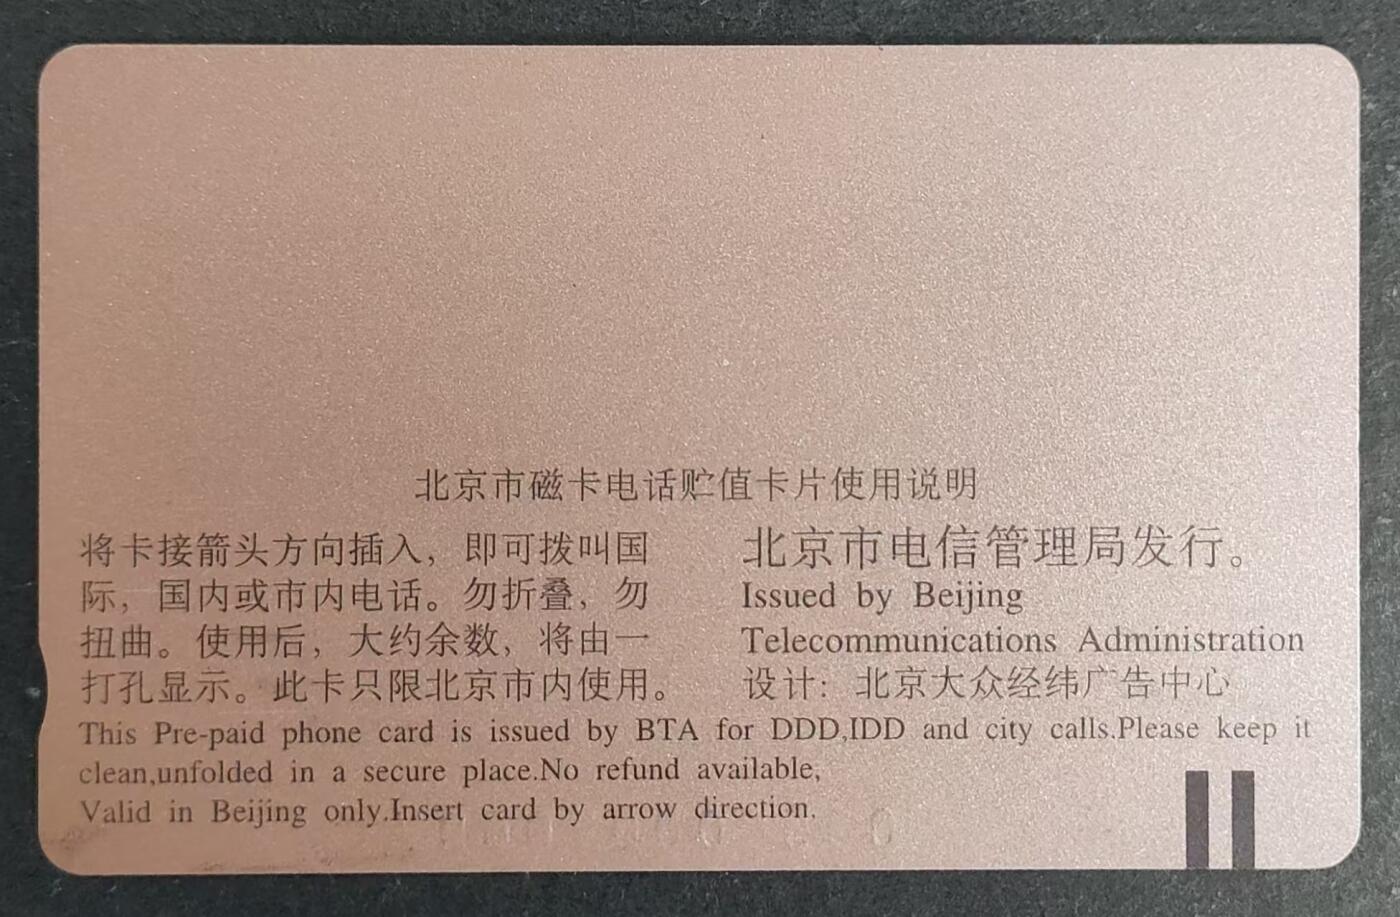 北京市磁卡电话贮值卡片使用说明
将卡接箭头方向插入，即可拨叫国
际，国内或市内电话。勿折叠，勿
扭曲。使用后，大约余数，将由一
打孔显示。此卡只限北京市内使用。
北京市电信管理局发行。
Issued by Beijing
Telecommunications Administration
设计：北京大众经纬广告中心
This Pre-paid phone card is issued by BTA for DDD,IDD and city calls.Please keep it
clean,unfolded in a secure place.No refund available,
Valid in Beijing only.Insert card by arrow direction.